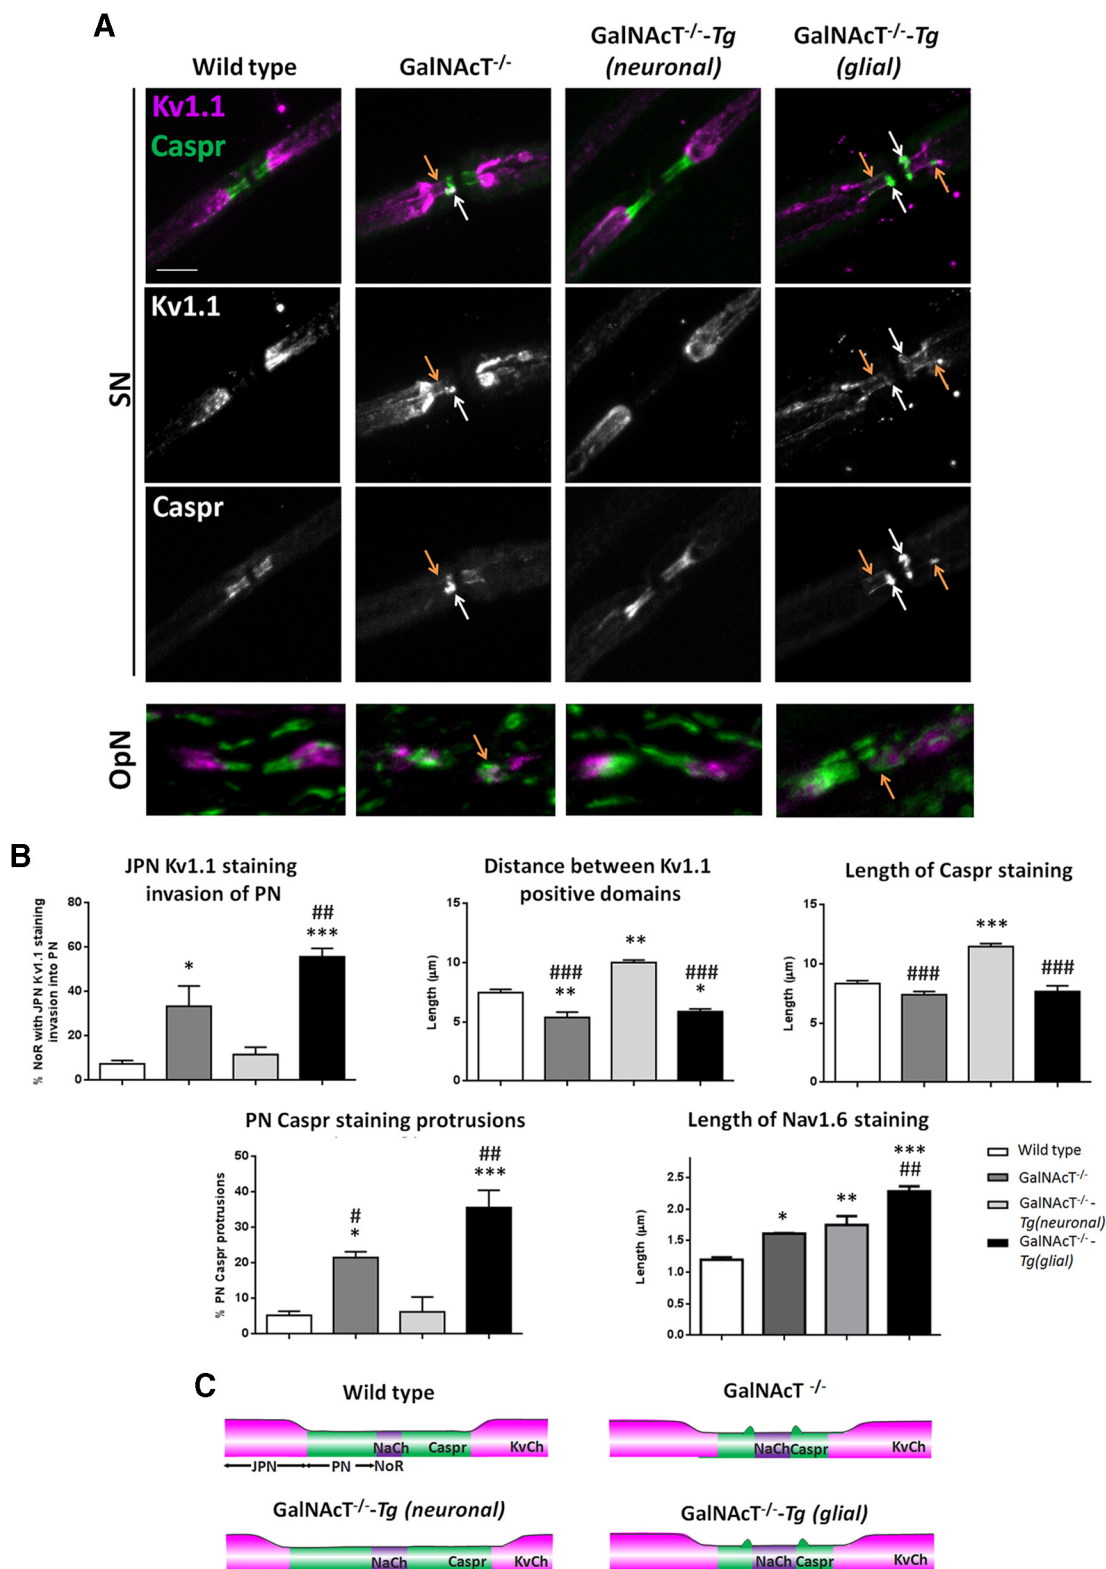 A
Wild type
GalNAcT-/-
GalNAcT-/--Tg
(neuronal)
GalNAcT-/--Tg
(glial)
Kv1.1
Caspr
Kv1.1
Caspr
SN
OpN
B
JPN Kv1.1 staining
invasion of PN
% NoR with JPN Kv1.1 staining
invasion into PN
80
60
40
20
0
*
##
***
Distance between Kv1.1
positive domains
Length (μm)
15
10
5
0
###
**
**
###
*
Length of Caspr staining
Length (μm)
15
10
5
0
###
***
###
PN Caspr staining protrusions
% PN Caspr protrusions
50
40
30
20
10
0
#
*
##
***
Length of Nav1.6 staining
Length (μm)
2.5
2.0
1.5
1.0
0.5
0.0
*
**
***
##
Wild type
GalNAcT-/-
GalNAcT-/--
Tg(neuronal)
GalNAcT-/--
Tg(glial)
C
Wild type
NaCh Caspr KvCh
JPN PN NoR
GalNAcT -/-
NaCh Caspr KvCh
GalNAcT-/--Tg (neuronal)
NaCh Caspr KvCh
GalNAcT-/--Tg (glial)
NaCh Caspr KvCh